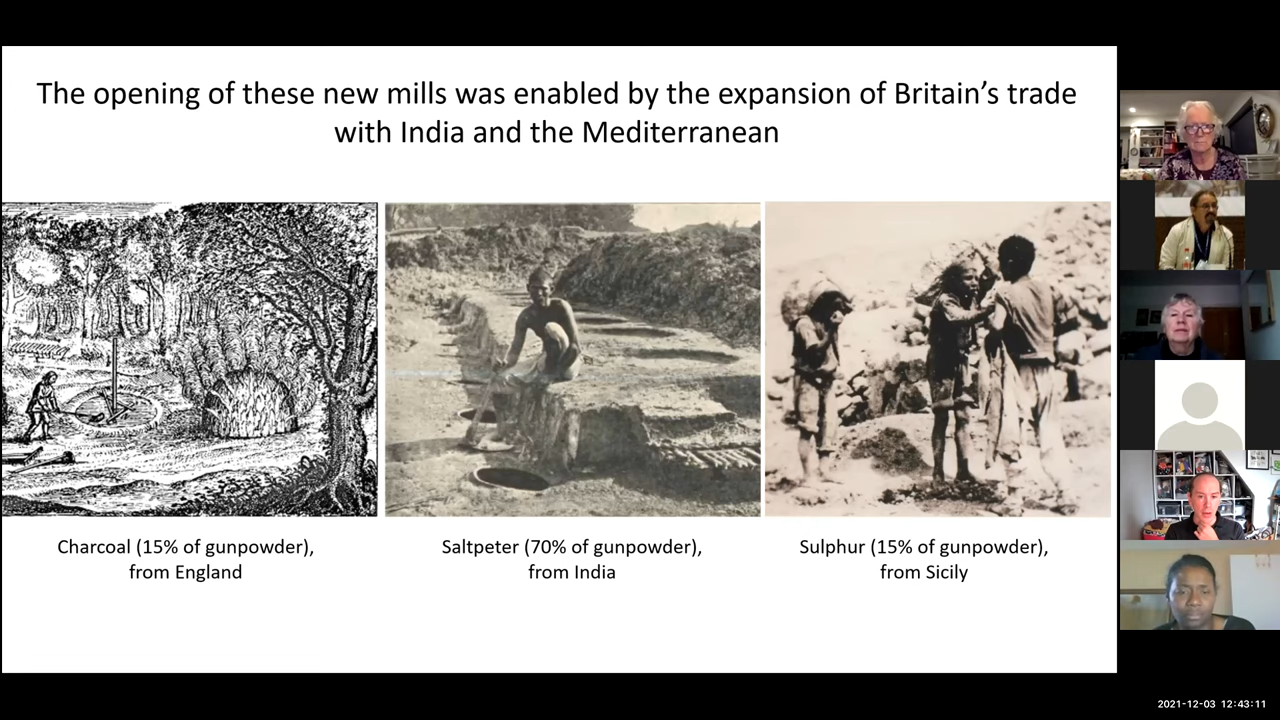 The opening of these new mills was enabled by the expansion of Britain’s trade
with India and the Mediterranean
Charcoal (15% of gunpowder),
from England
Saltpeter (70% of gunpowder),
from India
Sulphur (15% of gunpowder),
from Sicily
2021-12-03 12:43:11